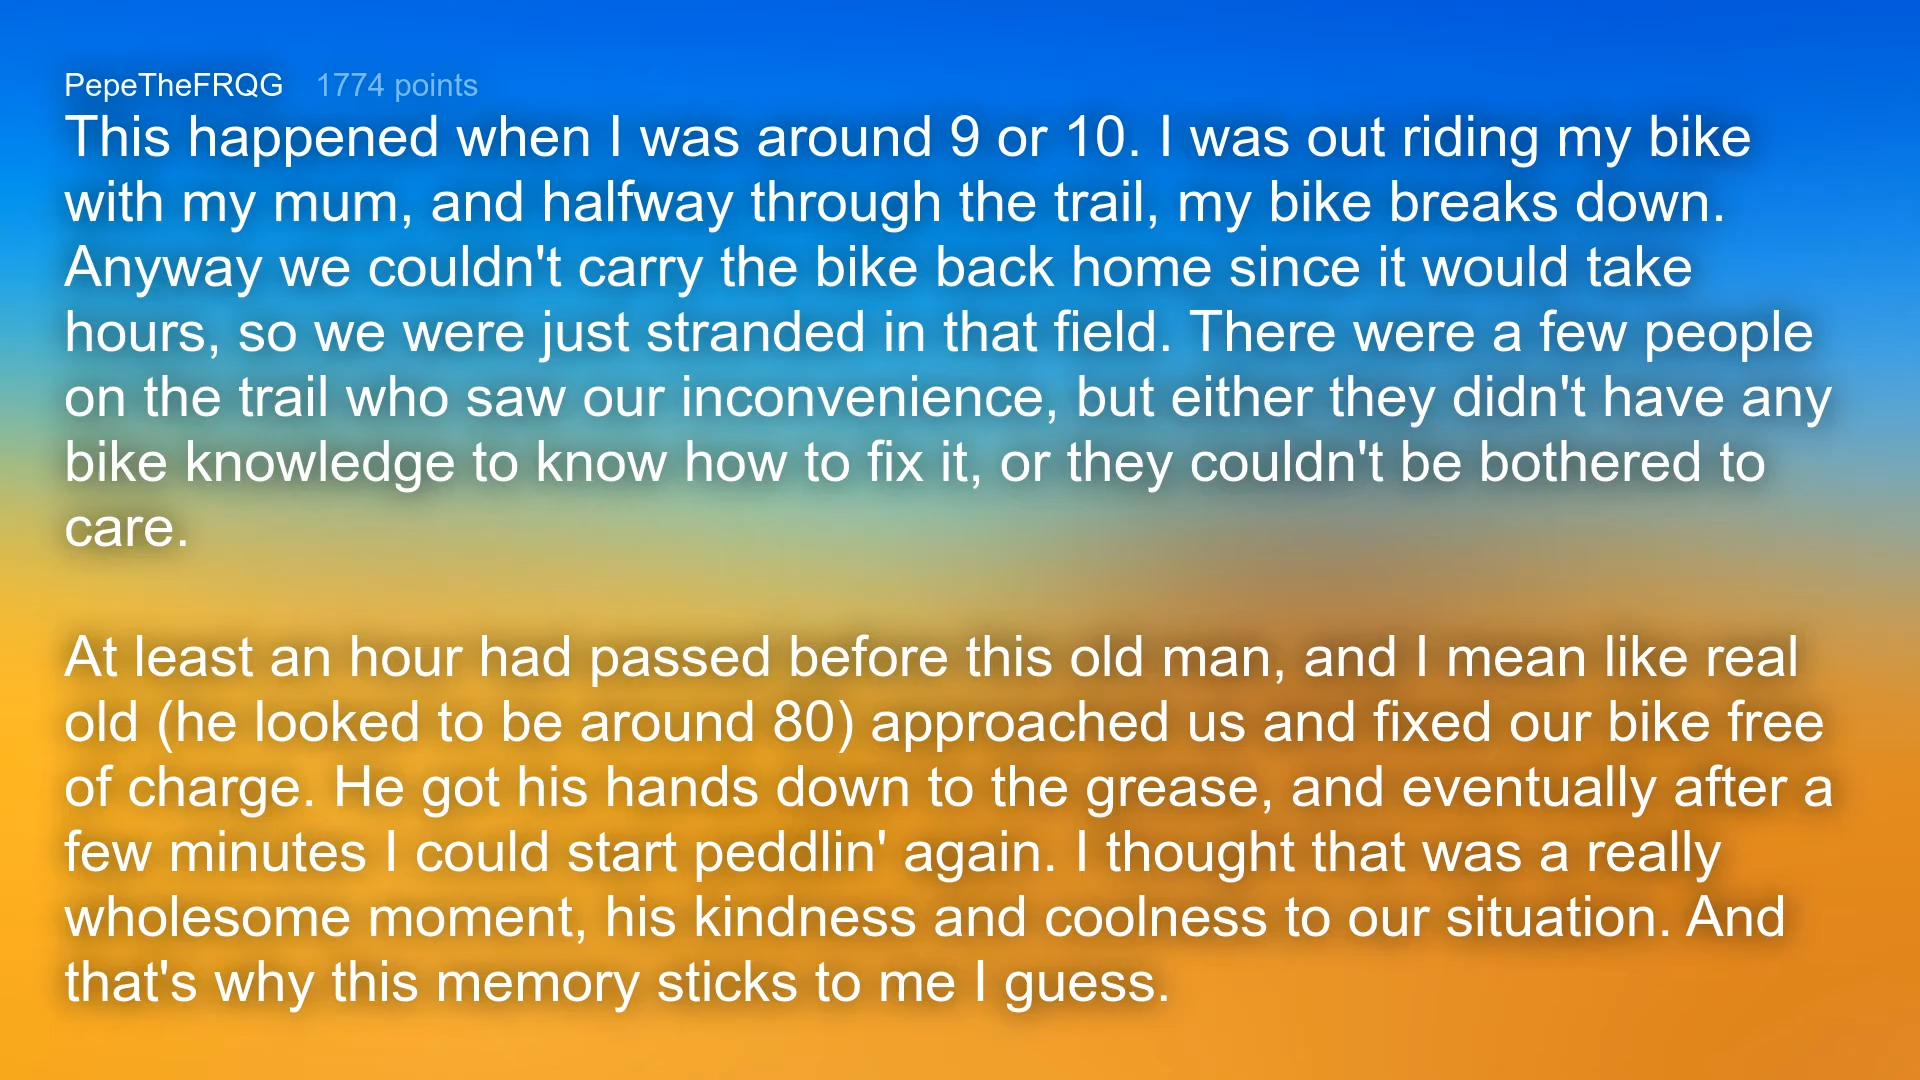 PepeTheFRQG 1774 points
This happened when I was around 9 or 10. I was out riding my bike
with my mum, and halfway through the trail, my bike breaks down.
Anyway we couldn't carry the bike back home since it would take
hours, so we were just stranded in that field. There were a few people
on the trail who saw our inconvenience, but either they didn't have any
bike knowledge to know how to fix it, or they couldn't be bothered to
care.
At least an hour had passed before this old man, and I mean like real
old (he looked to be around 80) approached us and fixed our bike free
of charge. He got his hands down to the grease, and eventually after a
few minutes I could start peddlin' again. I thought that was a really
wholesome moment, his kindness and coolness to our situation. And
that's why this memory sticks to me I guess.